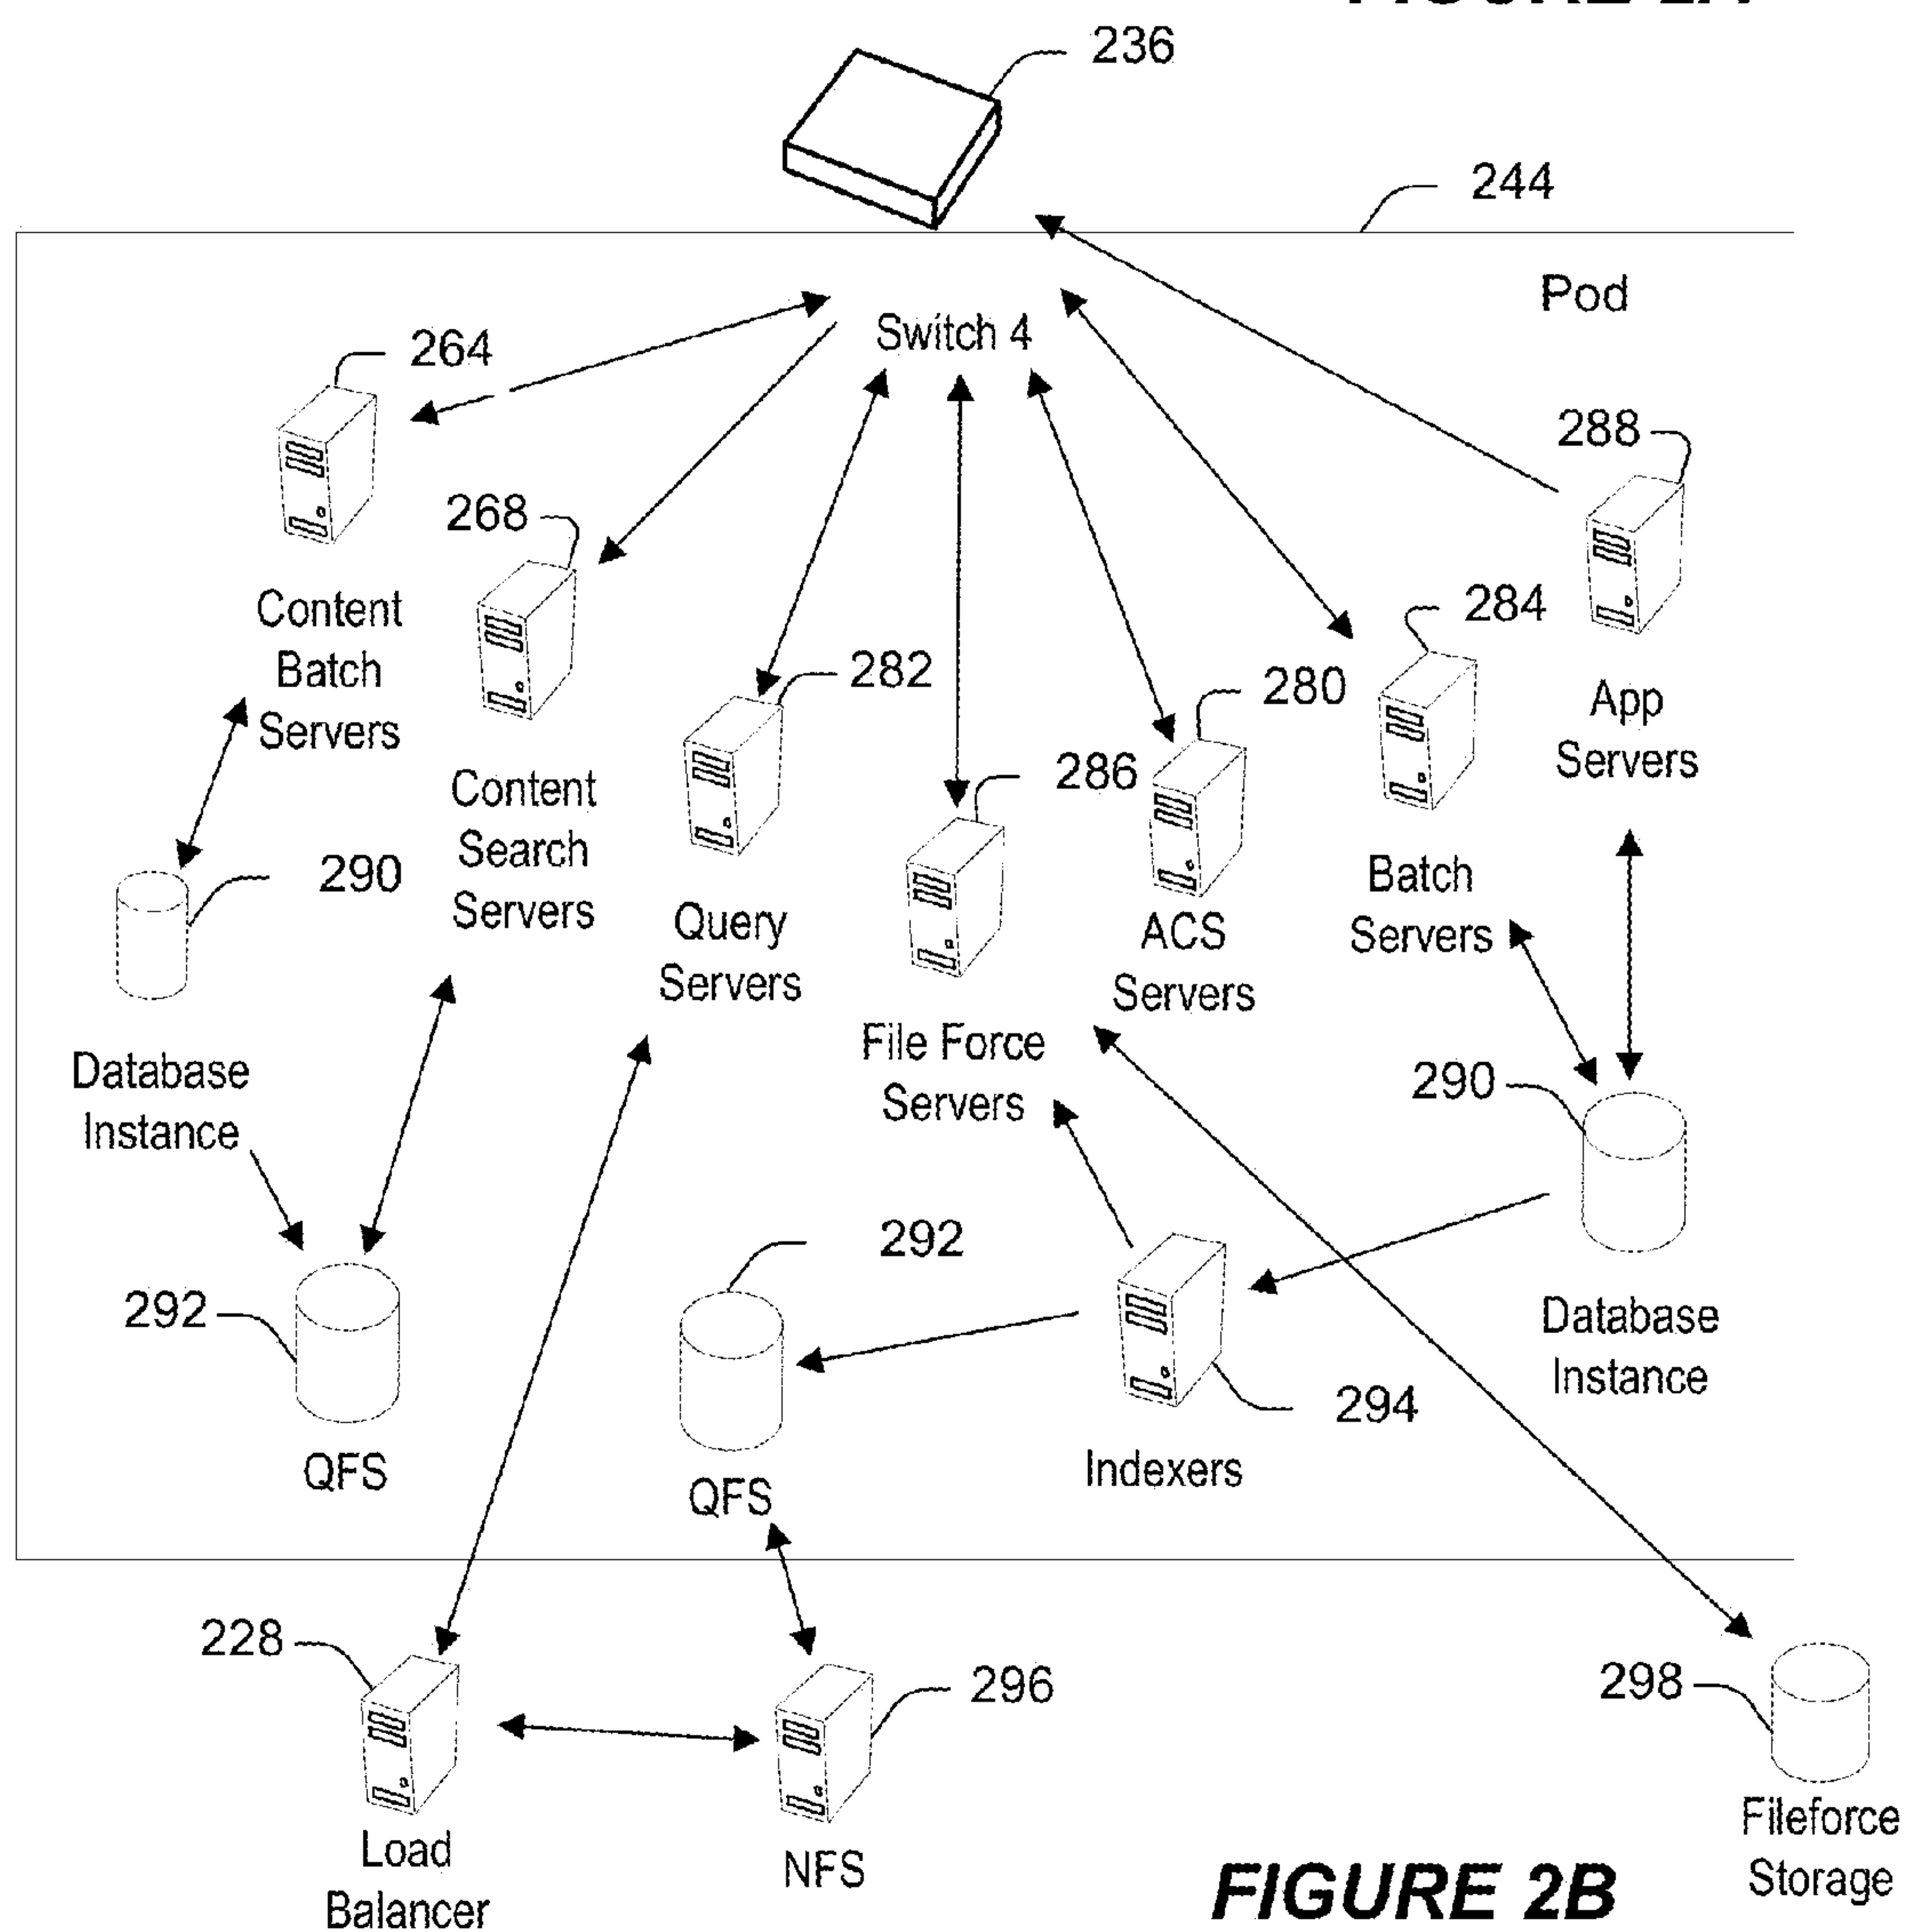 236
244
Pod
Switch 4
264
288
268
284
Content
Batch
Servers
282
280
App
Servers
286
Content
Search
Servers
290
Batch
Servers
Query
Servers
ACS
Servers
File Force
Servers
Database
Instance
290
292
292
Database
Instance
294
QFS
QFS
Indexers
228
296
298
Load
Balancer
NFS
Fileforce
Storage
FIGURE 2B